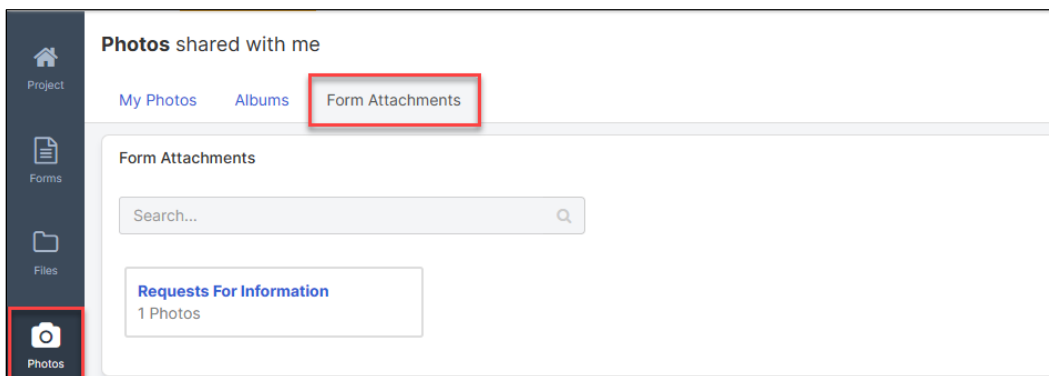 Project
Forms
Files
Photos
Photos shared with me
My Photos Albums Form Attachments
Form Attachments
Search...
Requests For Information
1 Photos